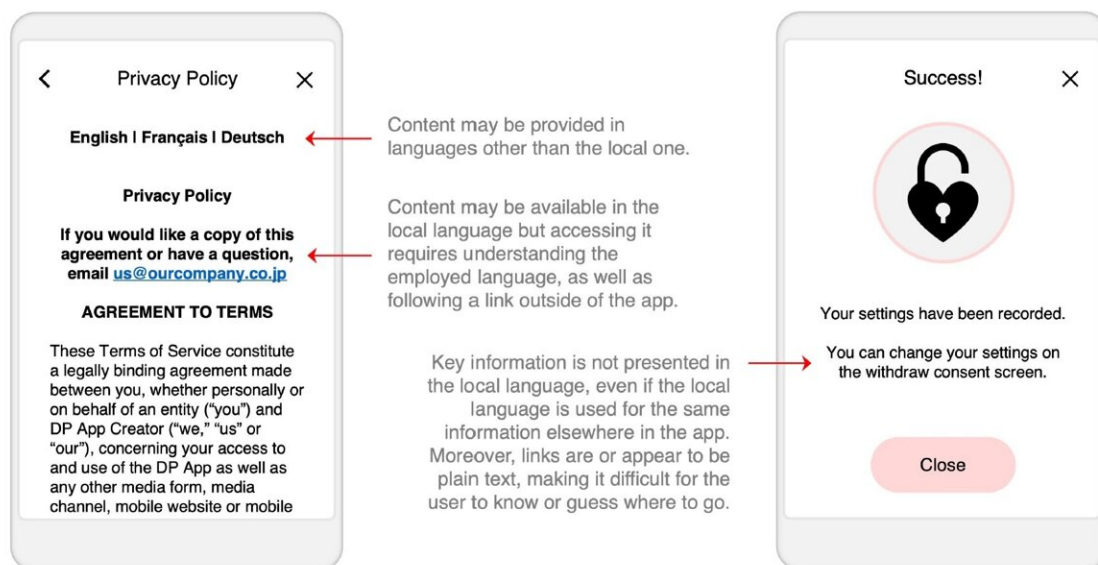 Privacy Policy
English | Français | Deutsch
Privacy Policy
If you would like a copy of this
agreement or have a question,
email us@ourcompany.co.jp
AGREEMENT TO TERMS
These Terms of Service constitute
a legally binding agreement made
between you, whether personally or
on behalf of an entity (“you”) and
DP App Creator (“we,” “us” or
“our”), concerning your access to
and use of the DP App as well as
any other media form, media
channel, mobile website or mobile
Content may be provided in
languages other than the local one.
Content may be available in the
local language but accessing it
requires understanding the
employed language, as well as
following a link outside of the app.
Key information is not presented in
the local language, even if the local
language is used for the same
information elsewhere in the app.
Moreover, links are or appear to be
plain text, making it difficult for the
user to know or guess where to go.
Success!
Your settings have been recorded.
You can change your settings on
the withdraw consent screen.
Close